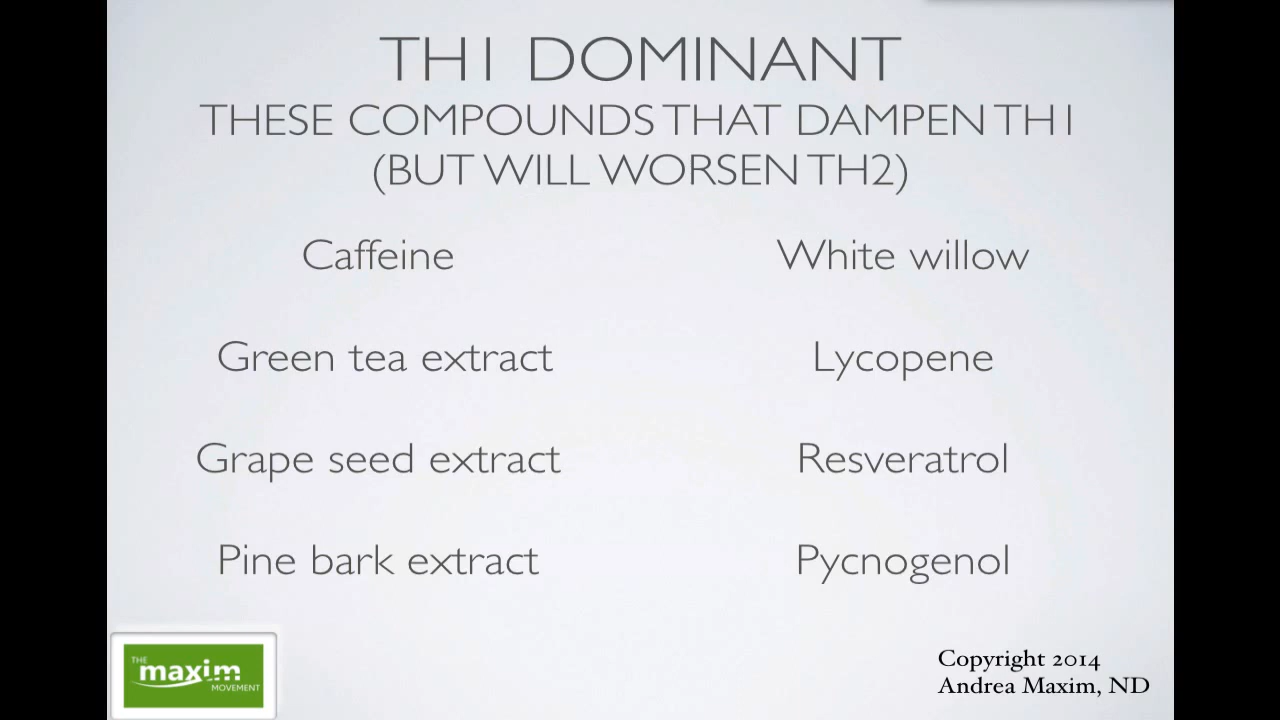 TH1 DOMINANT
THESE COMPOUNDS THAT DAMPEN TH1
(BUT WILL WORSEN TH2)
Caffeine
White willow
Green tea extract
Lycopene
Grape seed extract
Resveratrol
Pine bark extract
Pycnogenol
THE
maxim
MOVEMENT
Copyright 2014
Andrea Maxim, ND